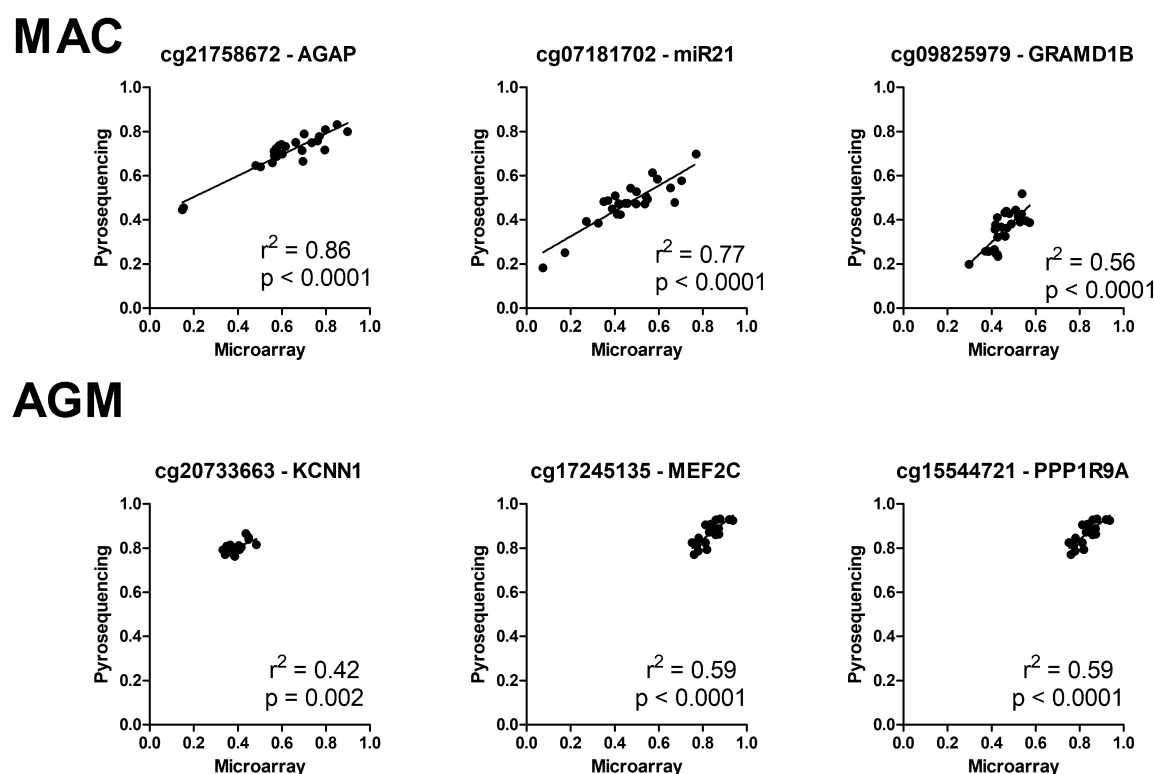 MAC
cg21758672 - AGAP
1.0
0.8
0.6
0.4
0.2
0.0
Pyrosequencing
r2 = 0.86
p < 0.0001
0.0 0.2 0.4 0.6 0.8 1.0
Microarray
cg07181702 - miR21
1.0
0.8
0.6
0.4
0.2
0.0
Pyrosequencing
r2 = 0.77
p < 0.0001
0.0 0.2 0.4 0.6 0.8 1.0
Microarray
cg09825979 - GRAMD1B
1.0
0.8
0.6
0.4
0.2
0.0
Pyrosequencing
r2 = 0.56
p < 0.0001
0.0 0.2 0.4 0.6 0.8 1.0
Microarray
AGM
cg20733663 - KCNN1
1.0
0.8
0.6
0.4
0.2
0.0
Pyrosequencing
r2 = 0.42
p = 0.002
0.0 0.2 0.4 0.6 0.8 1.0
Microarray
cg17245135 - MEF2C
1.0
0.8
0.6
0.4
0.2
0.0
Pyrosequencing
r2 = 0.59
p < 0.0001
0.0 0.2 0.4 0.6 0.8 1.0
Microarray
cg15544721 - PPP1R9A
1.0
0.8
0.6
0.4
0.2
0.0
Pyrosequencing
r2 = 0.59
p < 0.0001
0.0 0.2 0.4 0.6 0.8 1.0
Microarray